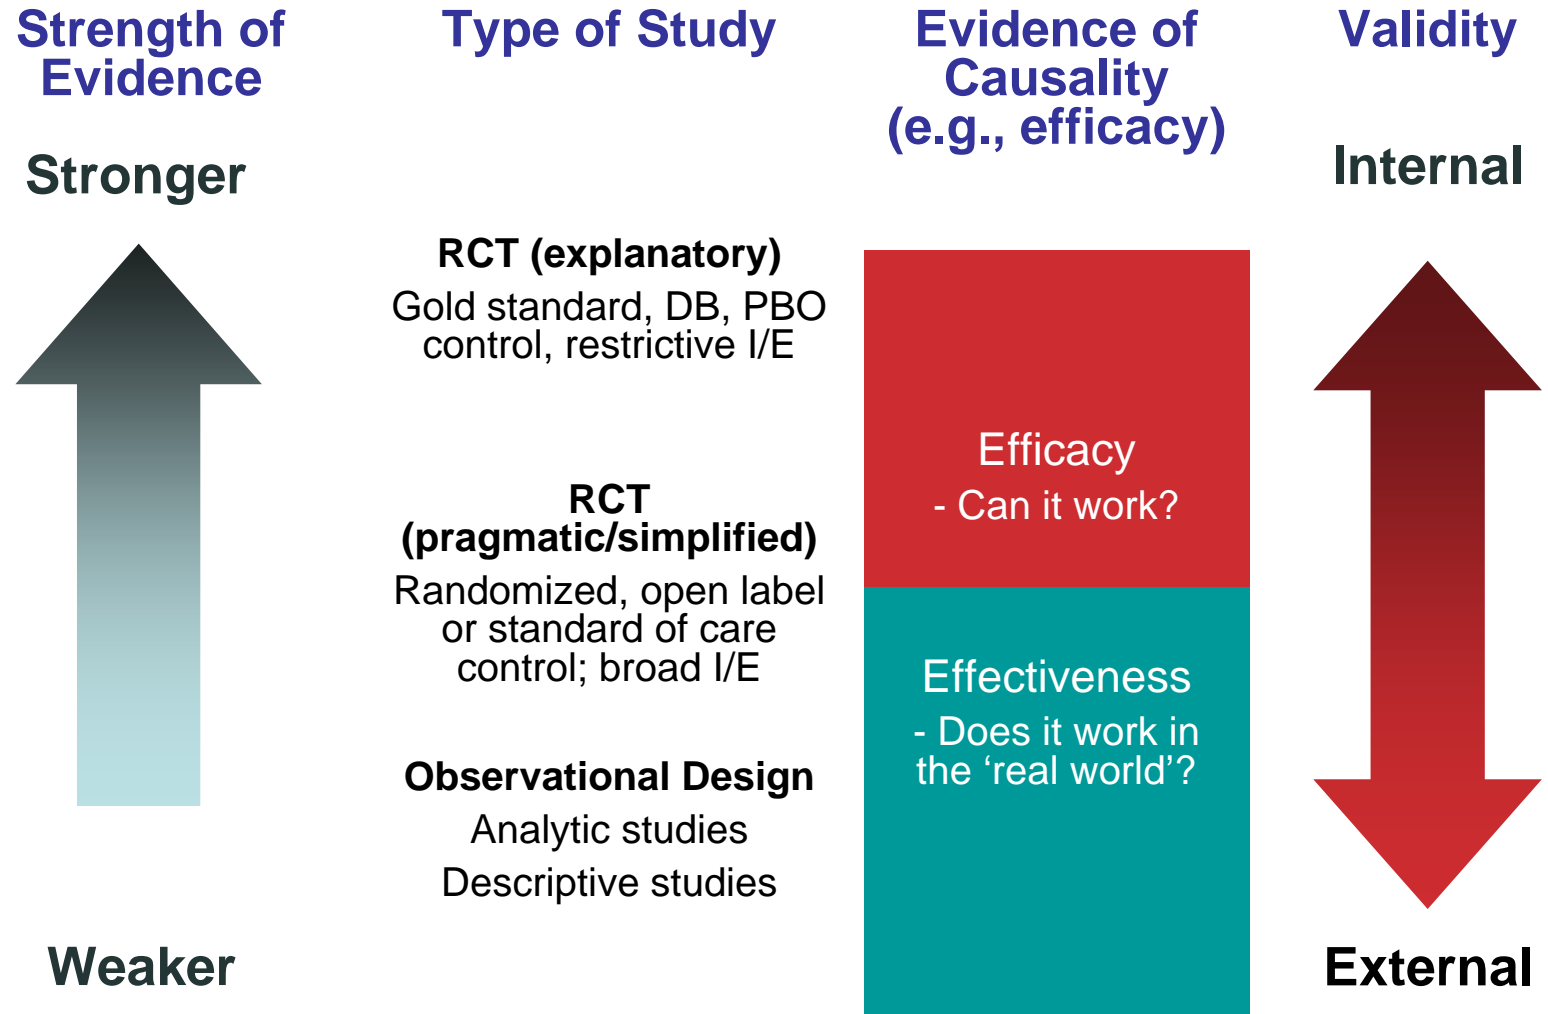 Strength of
Evidence
Type of Study
Evidence of
Causality
(e.g., efficacy)
Validity
Stronger
Internal
RCT (explanatory)
Gold standard, DB, PBO
control, restrictive I/E
Efficacy
- Can it work?
RCT
(pragmatic/simplified)
Randomized, open label
or standard of care
control; broad I/E
Effectiveness
- Does it work in
the ‘real world’?
Observational Design
Analytic studies
Descriptive studies
Weaker
External